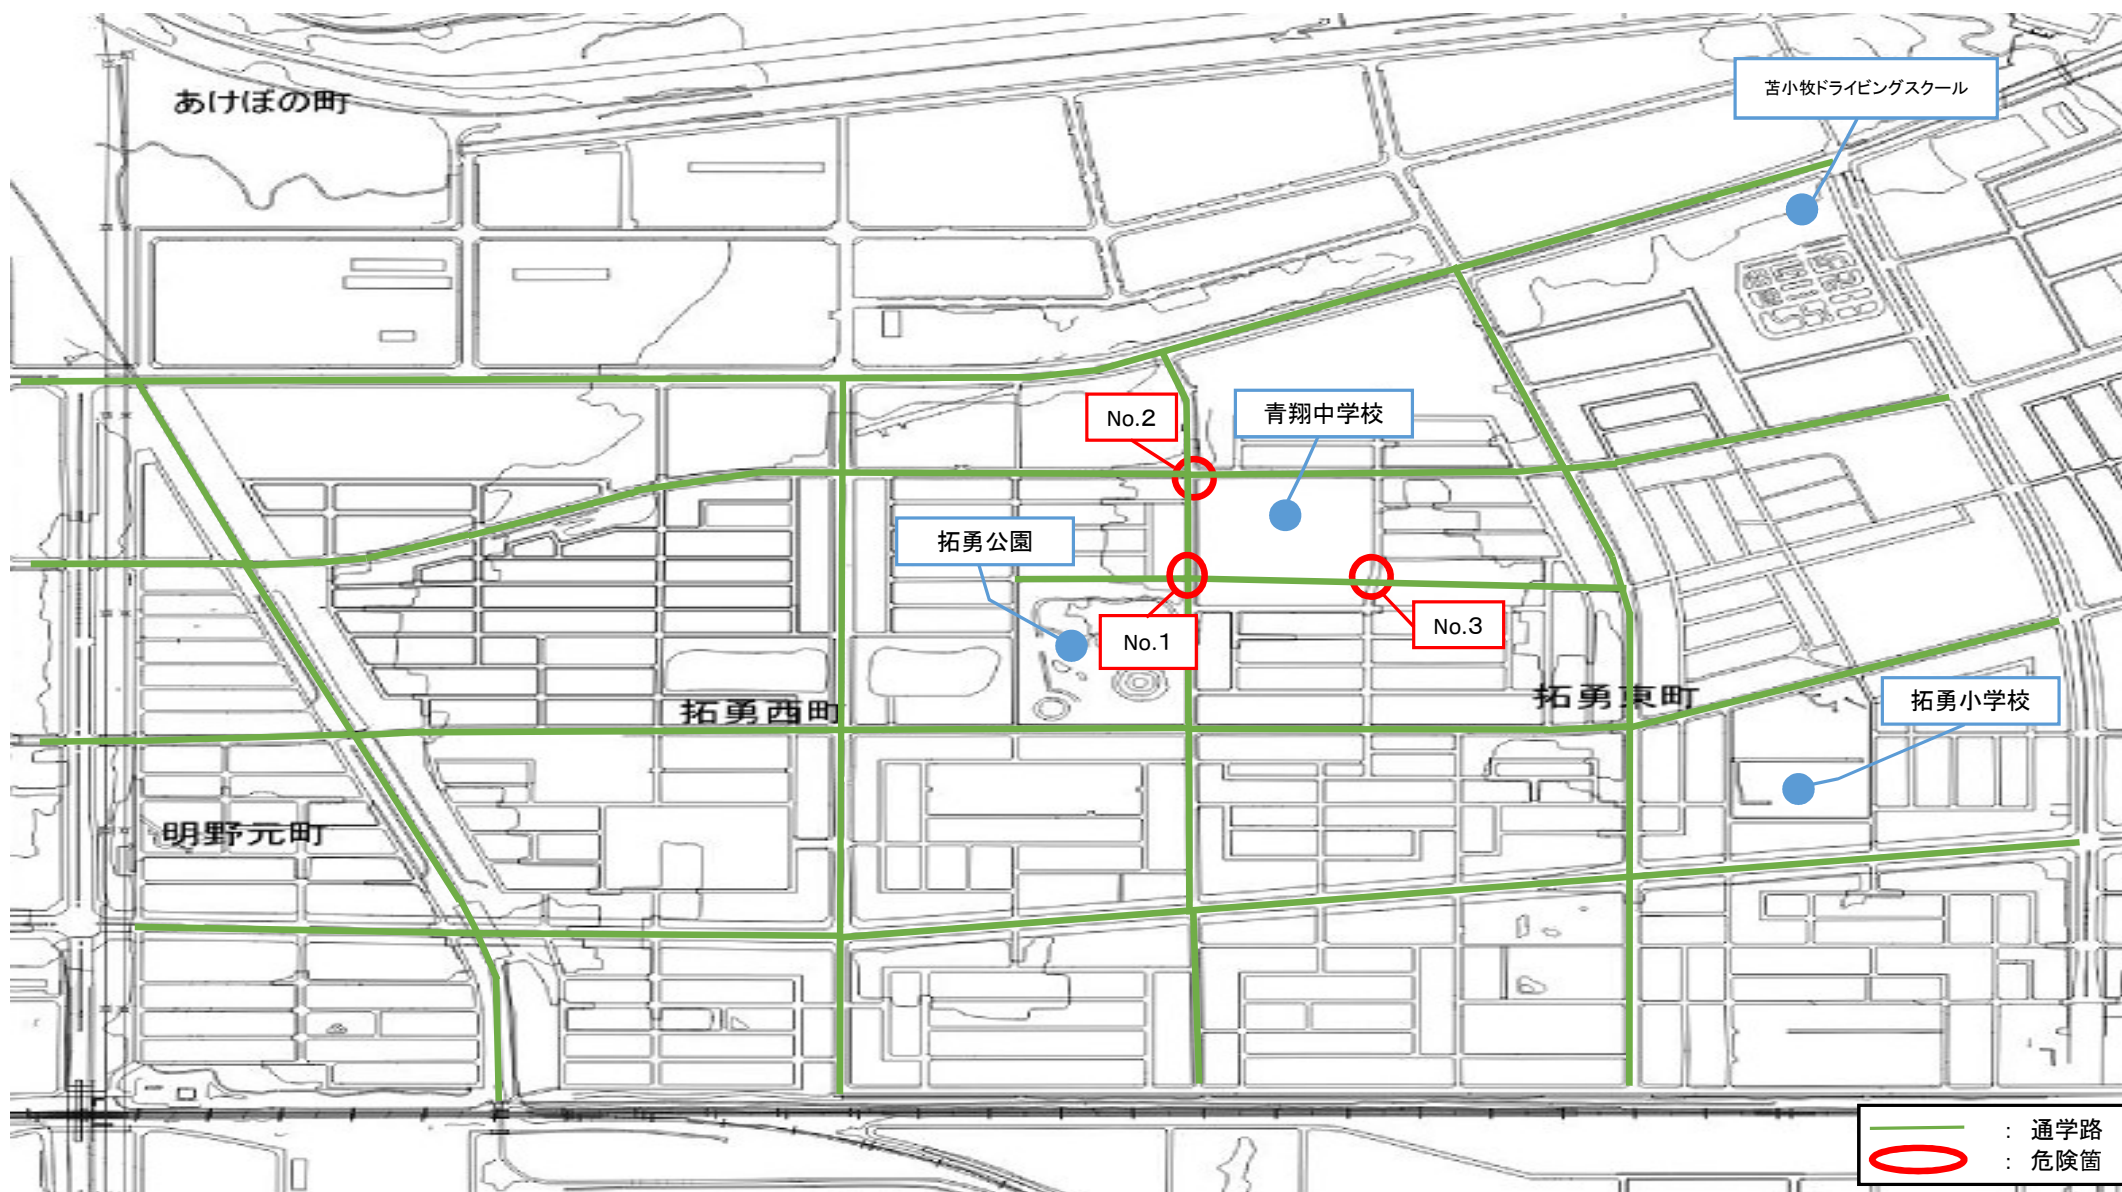 あけぼの町
苫小牧ドライビングスクール
No.2
青翔中学校
拓勇公園
No.1
No.3
拓勇西町
拓勇東町
拓勇小学校
明野元町
： 通学路
： 危険箇